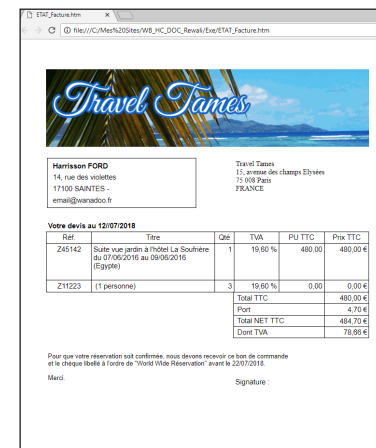 ETAT_Facture.htm
file:///C:/Mes%20Sites/WB_HC_DOC_Rewali/Exe/ETAT_Facture.htm
Travel Tames
Harrisson FORD
14, rue des violettes
17100 SAINTES -
email@wanadoo.fr
Travel Tames
15, avenue des champs Elysées
75 008 Paris
FRANCE
Votre devis au 12//07/2018
Réf. Titre Qté TVA PU TTC Prix TTC
Z45142 Suite vue jardin à l'hôtel La Soufrière 1 19,60 % 480,00 480,00 €
du 07/06/2016 au 09/06/2016
(Egypte)
Z11223 (1 personne) 3 19,60 % 0,00 0,00 €
Total TTC 480,00 €
Port 4,70 €
Total NET TTC 484,70 €
Dont TVA 78,66 €
Pour que votre réservation soit confirmée, nous devons recevoir ce bon de commande
et le chèque libellé à l'ordre de "World Wide Réservation" avant le 22/07/2018.
Merci.
Signature :